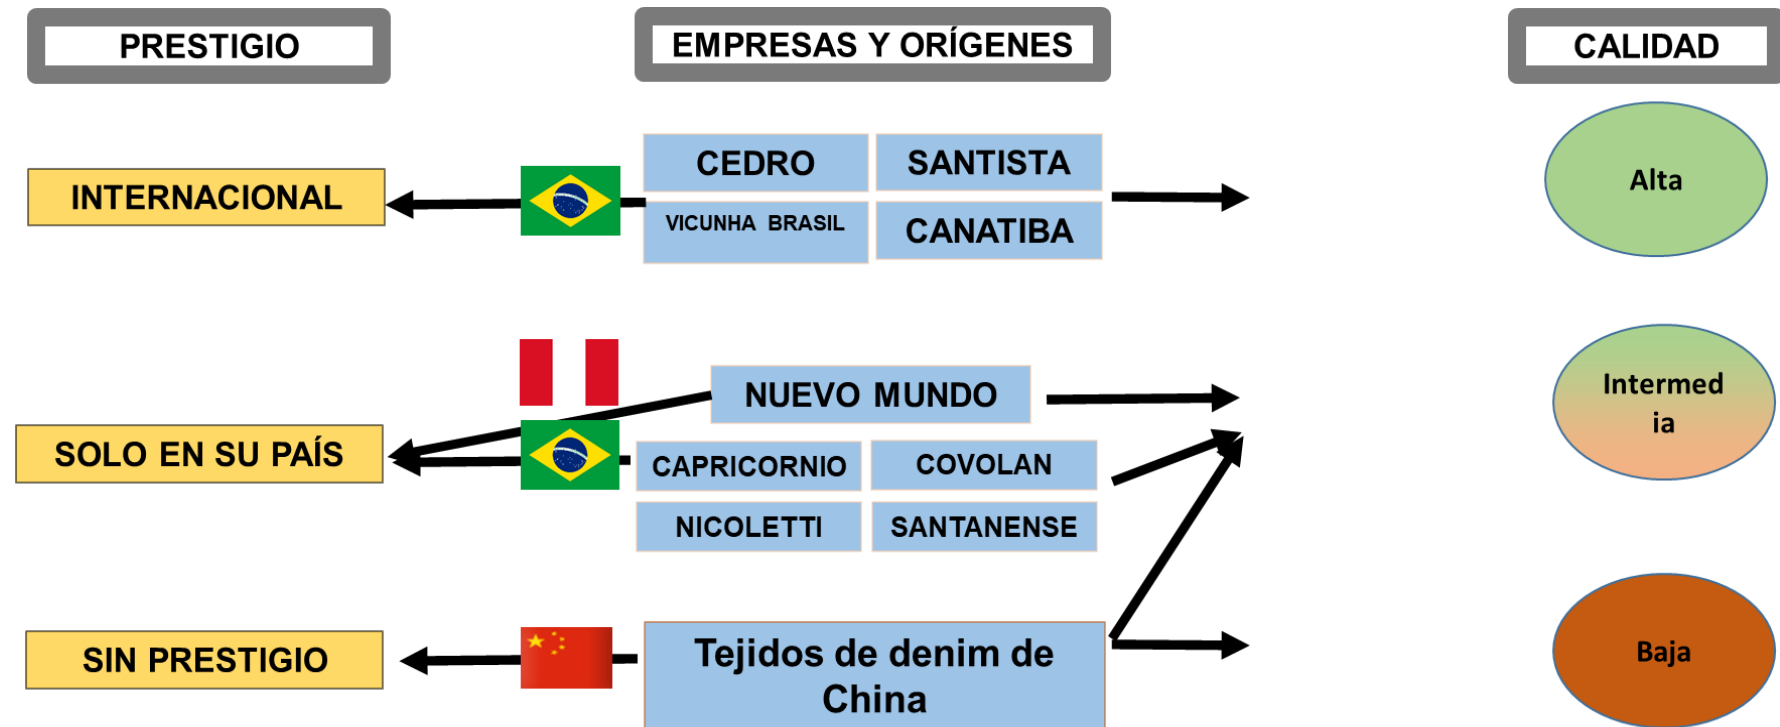 PRESTIGIO
EMPRESAS Y ORÍGENES
CALIDAD
INTERNACIONAL
CEDRO
SANTISTA
VICUNHA BRASIL
CANATIBA
Alta
SOLO EN SU PAÍS
NUEVO MUNDO
CAPRICORNIO
COVOLAN
NICOLETTI
SANTANENSE
Intermed
ia
SIN PRESTIGIO
Tejidos de denim de
China
Baja